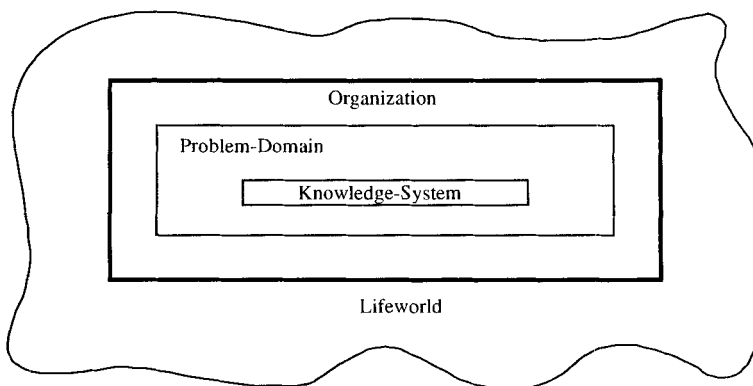 Organization
Problem-Domain
Knowledge-System
Lifeworld